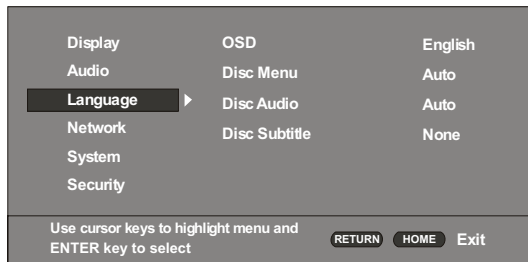 Display OSD English
Audio Disc Menu Auto
Language Disc Audio Auto
Network Disc Subtitle None
System
Security
Use cursor keys to highlight menu and
ENTER key to select RETURN HOME Exit